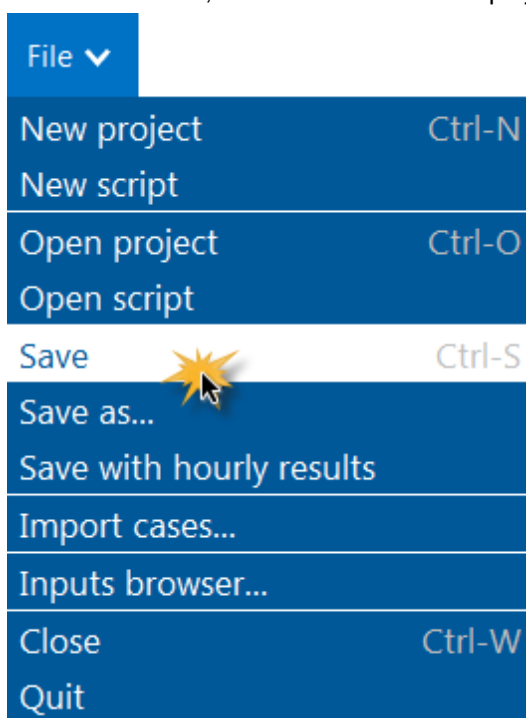 File
New project Ctrl-N
New script
Open project Ctrl-O
Open script
Save Ctrl-S
Save as...
Save with hourly results
Import cases...
Inputs browser...
Close Ctrl-W
Quit